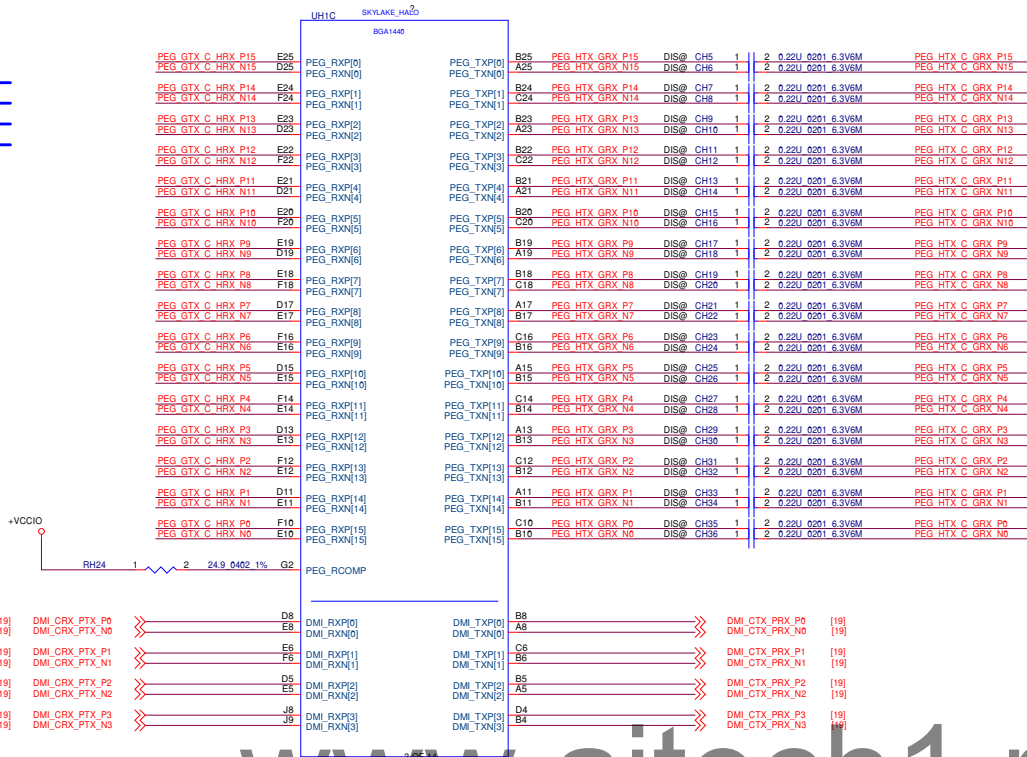 UH1C SKYLAKE_HALO ?
BGA1440
PEG_GTX_C_HRX_P15 E25 PEG_RXP[0] PEG_TXP[0] B25 PEG_HTX_C_GRX_P15 DIS@ CH5 1 2 0.22U_0201_6.3V6M PEG_HTX_C_GRX_P15
PEG_GTX_C_HRX_N15 D25 PEG_RXN[0] PEG_TXN[0] A25 PEG_HTX_GRX_N15 DIS@ CH6 1 2 0.22U_0201_6.3V6M PEG_HTX_C_GRX_N15
PEG_GTX_C_HRX_P14 E24 PEG_RXP[1] PEG_TXP[1] B24 PEG_HTX_GRX_P14 DIS@ CH7 1 2 0.22U_0201_6.3V6M PEG_HTX_C_GRX_P14
PEG_GTX_C_HRX_N14 F24 PEG_RXN[1] PEG_TXN[1] C24 PEG_HTX_GRX_N14 DIS@ CH8 1 2 0.22U_0201_6.3V6M PEG_HTX_C_GRX_N14
PEG_GTX_C_HRX_P13 E23 PEG_RXP[2] PEG_TXP[2] B23 PEG_HTX_GRX_P13 DIS@ CH9 1 2 0.22U_0201_6.3V6M PEG_HTX_C_GRX_P13
PEG_GTX_C_HRX_N13 D23 PEG_RXN[2] PEG_TXN[2] A23 PEG_HTX_GRX_N13 DIS@ CH10 1 2 0.22U_0201_6.3V6M PEG_HTX_C_GRX_N13
PEG_GTX_C_HRX_P12 E22 PEG_RXP[3] PEG_TXP[3] B22 PEG_HTX_GRX_P12 DIS@ CH11 1 2 0.22U_0201_6.3V6M PEG_HTX_C_GRX_P12
PEG_GTX_C_HRX_N12 F22 PEG_RXN[3] PEG_TXN[3] C22 PEG_HTX_GRX_N12 DIS@ CH12 1 2 0.22U_0201_6.3V6M PEG_HTX_C_GRX_N12
PEG_GTX_C_HRX_P11 E21 PEG_RXP[4] PEG_TXP[4] B21 PEG_HTX_GRX_P11 DIS@ CH13 1 2 0.22U_0201_6.3V6M PEG_HTX_C_GRX_P11
PEG_GTX_C_HRX_N11 D21 PEG_RXN[4] PEG_TXN[4] A21 PEG_HTX_GRX_N11 DIS@ CH14 1 2 0.22U_0201_6.3V6M PEG_HTX_C_GRX_N11
PEG_GTX_C_HRX_P10 E20 PEG_RXP[5] PEG_TXP[5] B20 PEG_HTX_GRX_P10 DIS@ CH15 1 2 0.22U_0201_6.3V6M PEG_HTX_C_GRX_P10
PEG_GTX_C_HRX_N10 F20 PEG_RXN[5] PEG_TXN[5] C20 PEG_HTX_GRX_N10 DIS@ CH16 1 2 0.22U_0201_6.3V6M PEG_HTX_C_GRX_N10
PEG_GTX_C_HRX_P9 E19 PEG_RXP[6] PEG_TXP[6] B19 PEG_HTX_GRX_P9 DIS@ CH17 1 2 0.22U_0201_6.3V6M PEG_HTX_C_GRX_P9
PEG_GTX_C_HRX_N9 D19 PEG_RXN[6] PEG_TXN[6] A19 PEG_HTX_GRX_N9 DIS@ CH18 1 2 0.22U_0201_6.3V6M PEG_HTX_C_GRX_N9
PEG_GTX_C_HRX_P8 E18 PEG_RXP[7] PEG_TXP[7] B18 PEG_HTX_GRX_P8 DIS@ CH19 1 2 0.22U_0201_6.3V6M PEG_HTX_C_GRX_P8
PEG_GTX_C_HRX_N8 F18 PEG_RXN[7] PEG_TXN[7] C18 PEG_HTX_GRX_N8 DIS@ CH20 1 2 0.22U_0201_6.3V6M PEG_HTX_C_GRX_N8
PEG_GTX_C_HRX_P7 D17 PEG_RXP[8] PEG_TXP[8] A17 PEG_HTX_GRX_P7 DIS@ CH21 1 2 0.22U_0201_6.3V6M PEG_HTX_C_GRX_P7
PEG_GTX_C_HRX_N7 E17 PEG_RXN[8] PEG_TXN[8] B17 PEG_HTX_GRX_N7 DIS@ CH22 1 2 0.22U_0201_6.3V6M PEG_HTX_C_GRX_N7
PEG_GTX_C_HRX_P6 F16 PEG_RXP[9] PEG_TXP[9] C16 PEG_HTX_GRX_P6 DIS@ CH23 1 2 0.22U_0201_6.3V6M PEG_HTX_C_GRX_P6
PEG_GTX_C_HRX_N6 E16 PEG_RXN[9] PEG_TXN[9] B16 PEG_HTX_GRX_N6 DIS@ CH24 1 2 0.22U_0201_6.3V6M PEG_HTX_C_GRX_N6
PEG_GTX_C_HRX_P5 D15 PEG_RXP[10] PEG_TXP[10] A15 PEG_HTX_GRX_P5 DIS@ CH25 1 2 0.22U_0201_6.3V6M PEG_HTX_C_GRX_P5
PEG_GTX_C_HRX_N5 E15 PEG_RXN[10] PEG_TXN[10] B15 PEG_HTX_GRX_N5 DIS@ CH26 1 2 0.22U_0201_6.3V6M PEG_HTX_C_GRX_N5
PEG_GTX_C_HRX_P4 F14 PEG_RXP[11] PEG_TXP[11] C14 PEG_HTX_GRX_P4 DIS@ CH27 1 2 0.22U_0201_6.3V6M PEG_HTX_C_GRX_P4
PEG_GTX_C_HRX_N4 E14 PEG_RXN[11] PEG_TXN[11] B14 PEG_HTX_GRX_N4 DIS@ CH28 1 2 0.22U_0201_6.3V6M PEG_HTX_C_GRX_N4
PEG_GTX_C_HRX_P3 D13 PEG_RXP[12] PEG_TXP[12] A13 PEG_HTX_GRX_P3 DIS@ CH29 1 2 0.22U_0201_6.3V6M PEG_HTX_C_GRX_P3
PEG_GTX_C_HRX_N3 E13 PEG_RXN[12] PEG_TXN[12] B13 PEG_HTX_GRX_N3 DIS@ CH30 1 2 0.22U_0201_6.3V6M PEG_HTX_C_GRX_N3
PEG_GTX_C_HRX_P2 F12 PEG_RXP[13] PEG_TXP[13] C12 PEG_HTX_GRX_P2 DIS@ CH31 1 2 0.22U_0201_6.3V6M PEG_HTX_C_GRX_P2
PEG_GTX_C_HRX_N2 E12 PEG_RXN[13] PEG_TXN[13] B12 PEG_HTX_GRX_N2 DIS@ CH32 1 2 0.22U_0201_6.3V6M PEG_HTX_C_GRX_N2
PEG_GTX_C_HRX_P1 D11 PEG_RXP[14] PEG_TXP[14] A11 PEG_HTX_GRX_P1 DIS@ CH33 1 2 0.22U_0201_6.3V6M PEG_HTX_C_GRX_P1
PEG_GTX_C_HRX_N1 E11 PEG_RXN[14] PEG_TXN[14] B11 PEG_HTX_GRX_N1 DIS@ CH34 1 2 0.22U_0201_6.3V6M PEG_HTX_C_GRX_N1
PEG_GTX_C_HRX_P0 F10 PEG_RXP[15] PEG_TXP[15] C10 PEG_HTX_GRX_P0 DIS@ CH35 1 2 0.22U_0201_6.3V6M PEG_HTX_C_GRX_P0
PEG_GTX_C_HRX_N0 E10 PEG_RXN[15] PEG_TXN[15] B10 PEG_HTX_GRX_N0 DIS@ CH36 1 2 0.22U_0201_6.3V6M PEG_HTX_C_GRX_N0
+VCCIO
RH24 1 2 24.9_0402_1% G2 PEG_RCOMP
19] DMI_CRX_PTX_P0 D8 DMI_RXP[0] DMI_TXP[0] B8 DMI_CTX_PRX_P0 [19]
19] DMI_CRX_PTX_N0 E8 DMI_RXN[0] DMI_TXN[0] A8 DMI_CTX_PRX_N0 [19]
19] DMI_CRX_PTX_P1 E6 DMI_RXP[1] DMI_TXP[1] C6 DMI_CTX_PRX_P1 [19]
19] DMI_CRX_PTX_N1 F6 DMI_RXN[1] DMI_TXN[1] B6 DMI_CTX_PRX_N1 [19]
19] DMI_CRX_PTX_P2 D5 DMI_RXP[2] DMI_TXP[2] B5 DMI_CTX_PRX_P2 [19]
19] DMI_CRX_PTX_N2 E5 DMI_RXN[2] DMI_TXN[2] A5 DMI_CTX_PRX_N2 [19]
19] DMI_CRX_PTX_P3 J8 DMI_RXP[3] DMI_TXP[3] D4 DMI_CTX_PRX_P3 [19]
19] DMI_CRX_PTX_N3 J9 DMI_RXN[3] DMI_TXN[3] B4 DMI_CTX_PRX_N3 [19]